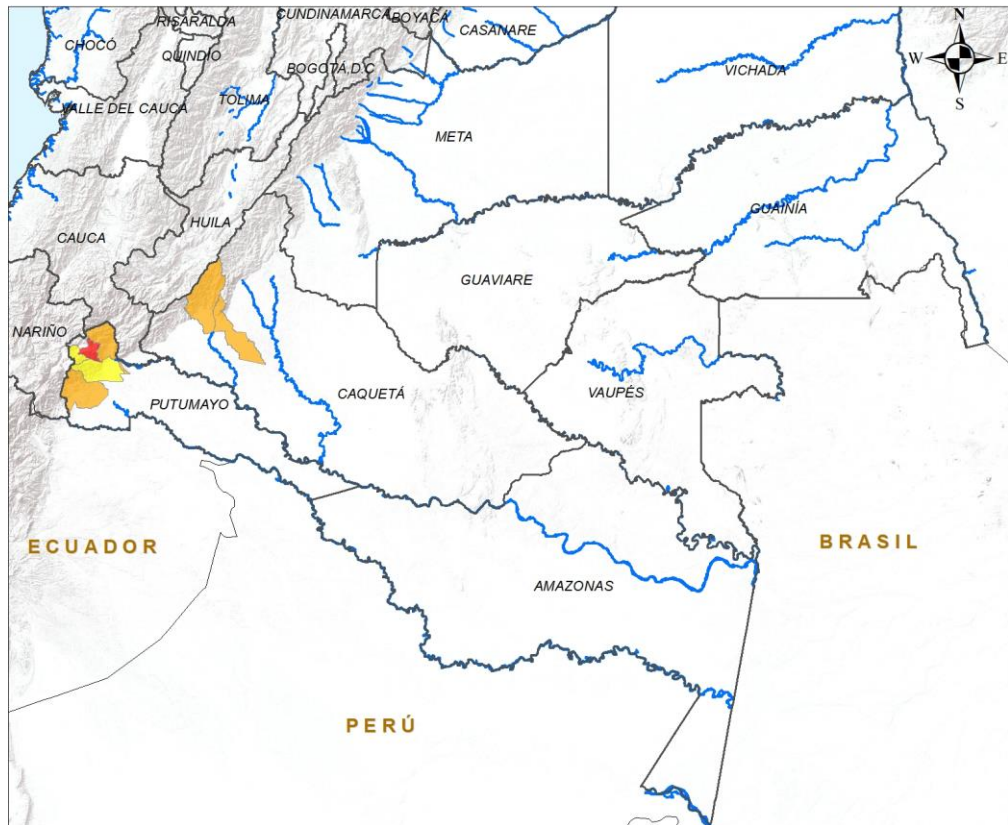 RISARALDA
CUNDINAMARCA
BOYACÁ
CASANARE
CHOCÓ
QUINDÍO
BOGOTÁ D.C
N
W
E
S
VICHADA
VALLE DEL CAUCA
TOLIMA
META
GUAINÍA
HUILA
CAUCA
GUAVIARE
NARIÑO
CAQUETÁ
VAUPÉS
PUTUMAYO
ECUADOR
BRASIL
AMAZONAS
PERÚ